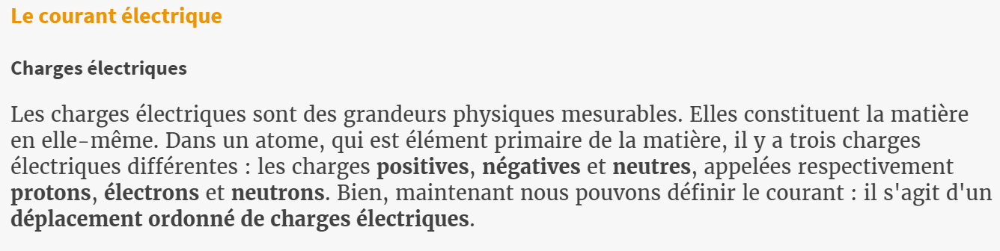 Le courant électrique
Charges électriques
Les charges électriques sont des grandeurs physiques mesurables. Elles constituent la matière
en elle-même. Dans un atome, qui est élément primaire de la matière, il y a trois charges
électriques différentes : les charges positives, négatives et neutres, appelées respectivement
protons, électrons et neutrons. Bien, maintenant nous pouvons définir le courant : il s'agit d'un
déplacement ordonné de charges électriques.